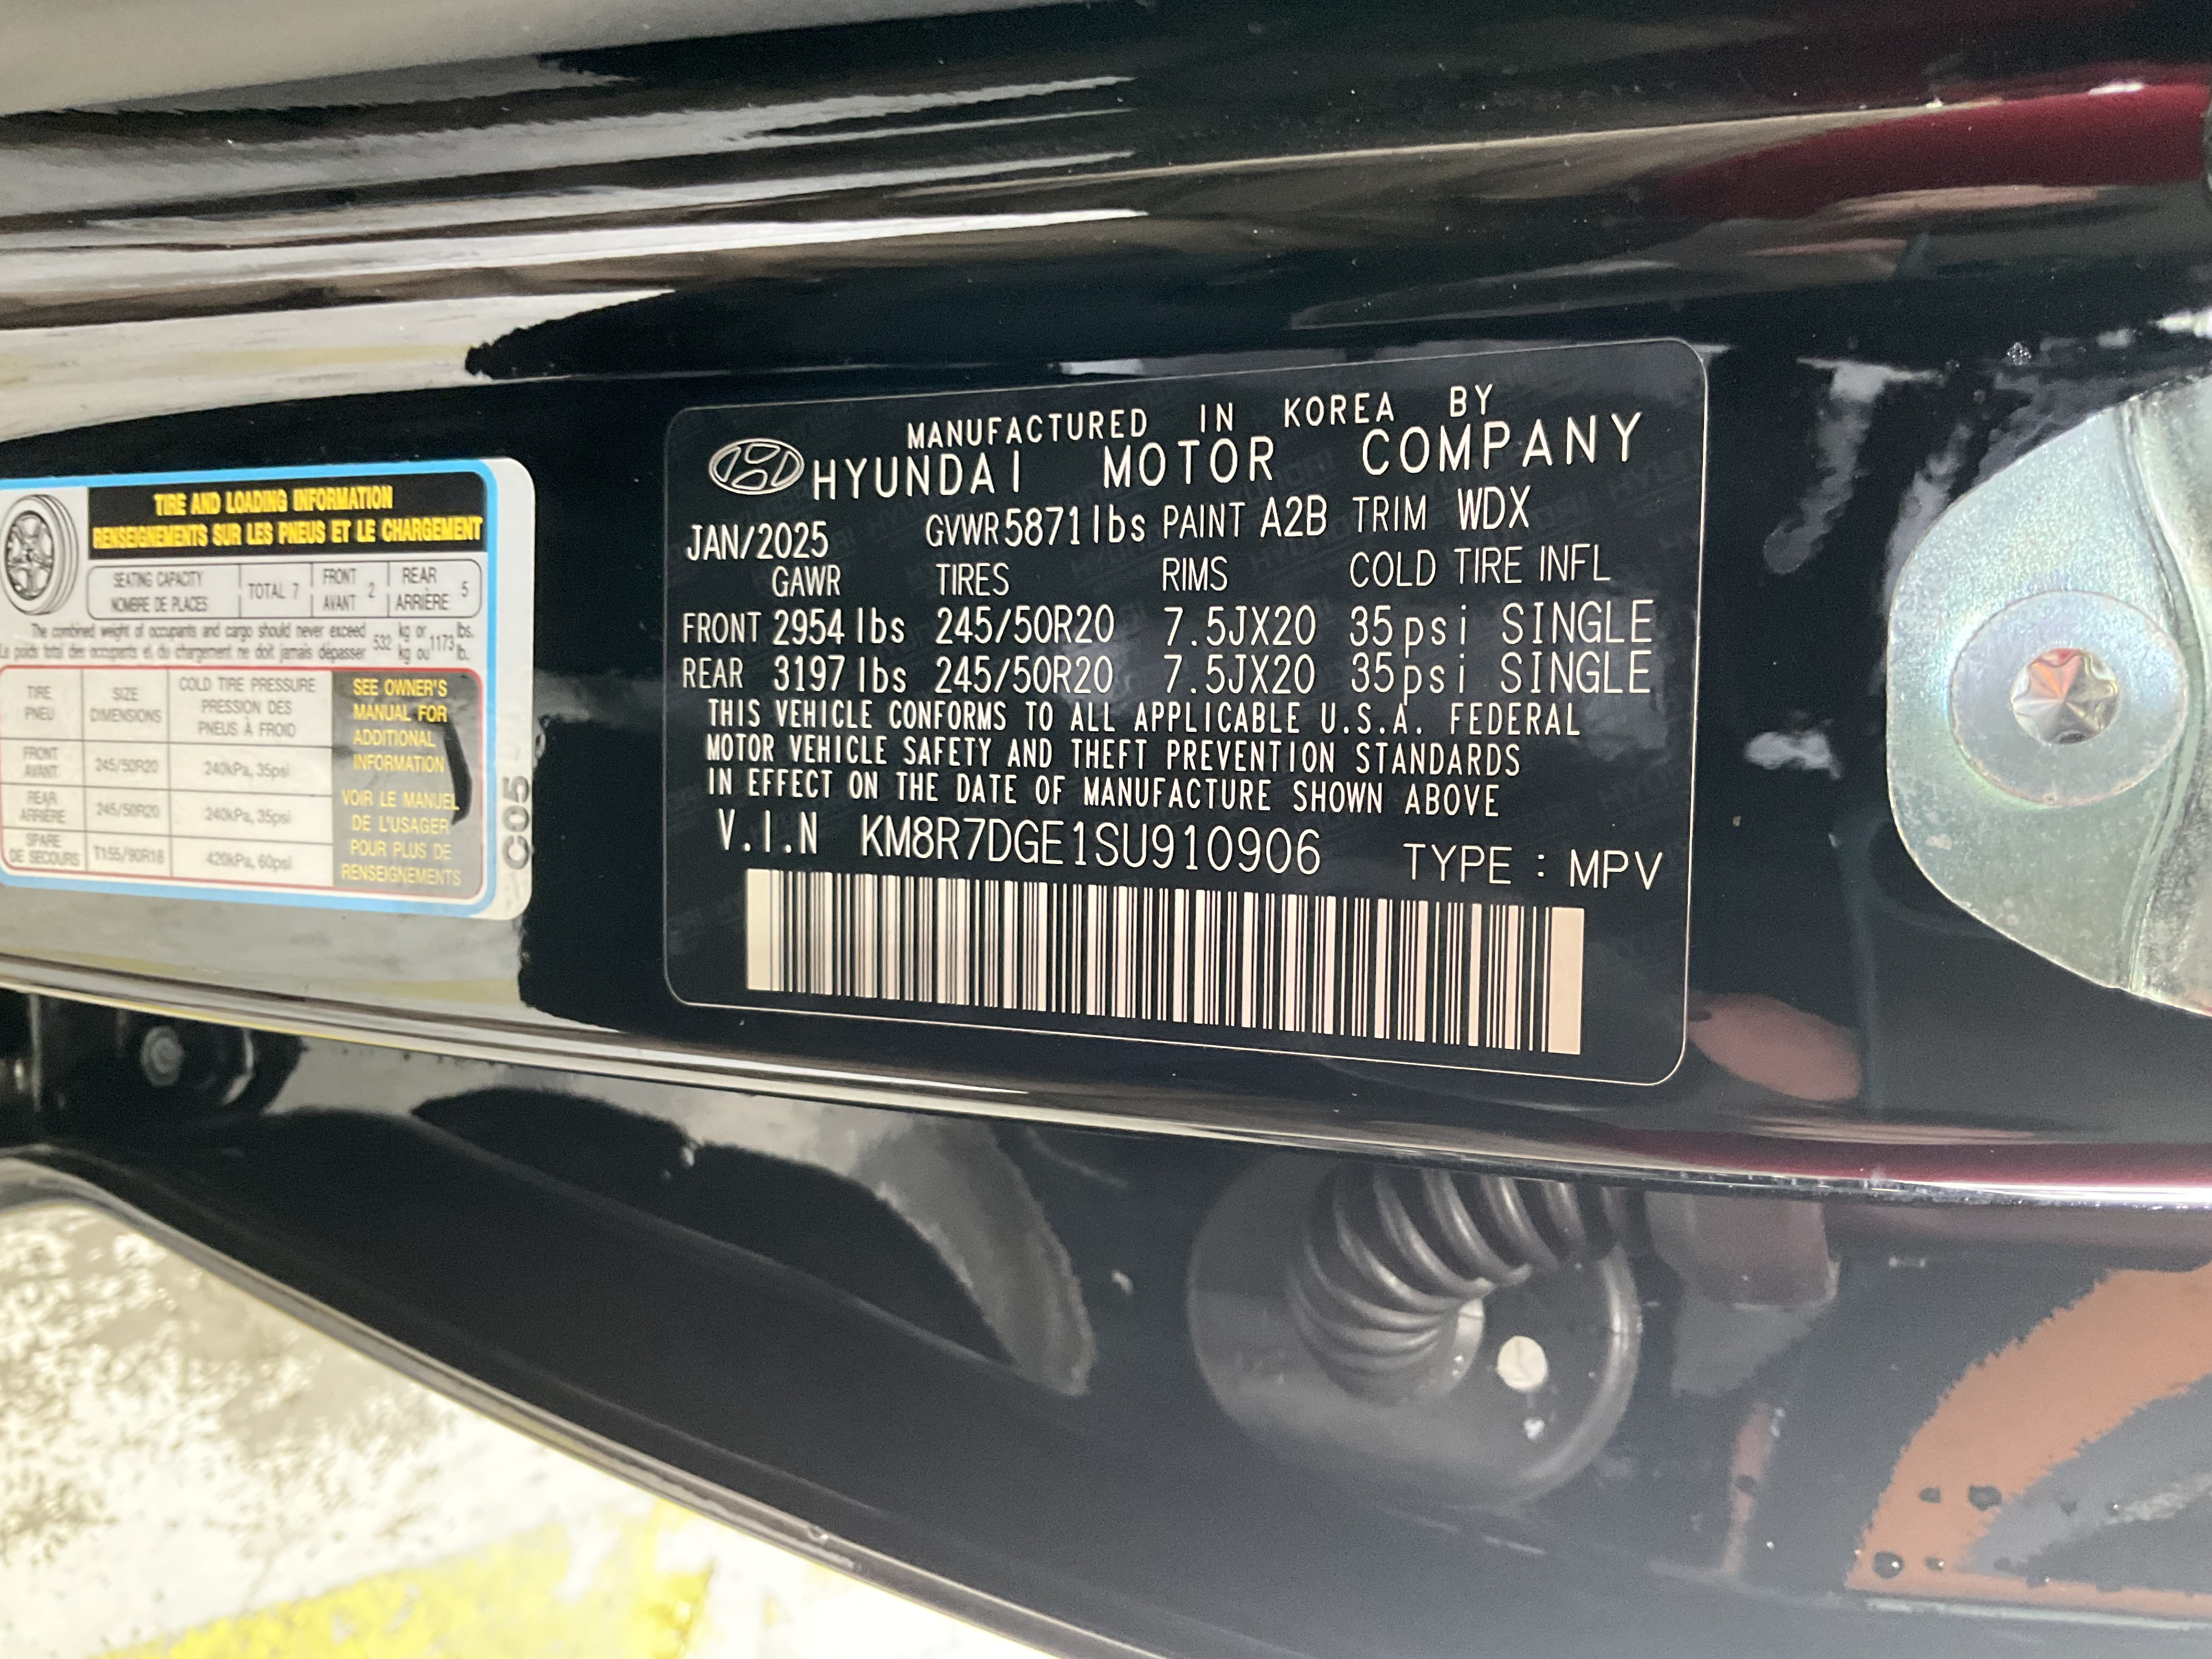 TIRE AND LOADING INFORMATION
RENSEIGNEMENTS SUR LES PNEUS ET LE CHARGEMENT
SEATING CAPACITY
NOMBRE DE PLACES
TOTAL 7
FRONT
AVANT
2
REAR
ARRIÈRE
5
The combined weight of occupants and cargo should never exceed 532 kg or 1173 lbs.
Le poids total des occupants et du chargement ne doit jamais dépasser 532 kg ou 1173 lb.
TIRE
PNEU
SIZE
DIMENSIONS
COLD TIRE PRESSURE
PRESSION DES
PNEUS À FROID
FRONT
AVANT
245/50R20
240kPa, 35psi
REAR
ARRIÈRE
245/50R20
240kPa, 35psi
SPARE
DE SECOURS
T155/90R18
420kPa, 60psi
SEE OWNER'S
MANUAL FOR
ADDITIONAL
INFORMATION
VOIR LE MANUEL
DE L'USAGER
POUR PLUS DE
RENSEIGNEMENTS
C05
MANUFACTURED IN KOREA BY
HYUNDAI MOTOR COMPANY
JAN/2025 GVWR 5871lbs PAINT A2B TRIM WDX
GAWR TIRES RIMS COLD TIRE INFL
FRONT 2954 lbs 245/50R20 7.5JX20 35psi SINGLE
REAR 3197 lbs 245/50R20 7.5JX20 35psi SINGLE
THIS VEHICLE CONFORMS TO ALL APPLICABLE U.S.A. FEDERAL
MOTOR VEHICLE SAFETY AND THEFT PREVENTION STANDARDS
IN EFFECT ON THE DATE OF MANUFACTURE SHOWN ABOVE
V.I.N KM8R7DGE1SU910906 TYPE : MPV